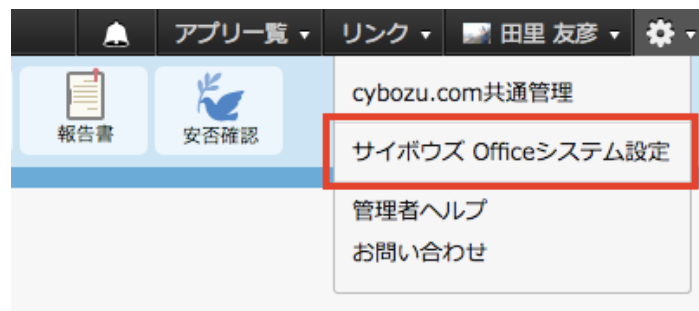 アプリ一覧 ▾ リンク ▾ 田里 友彦 ▾
報告書 安否確認
cybozu.com共通管理
サイボウズ Officeシステム設定
管理者ヘルプ
お問い合わせ